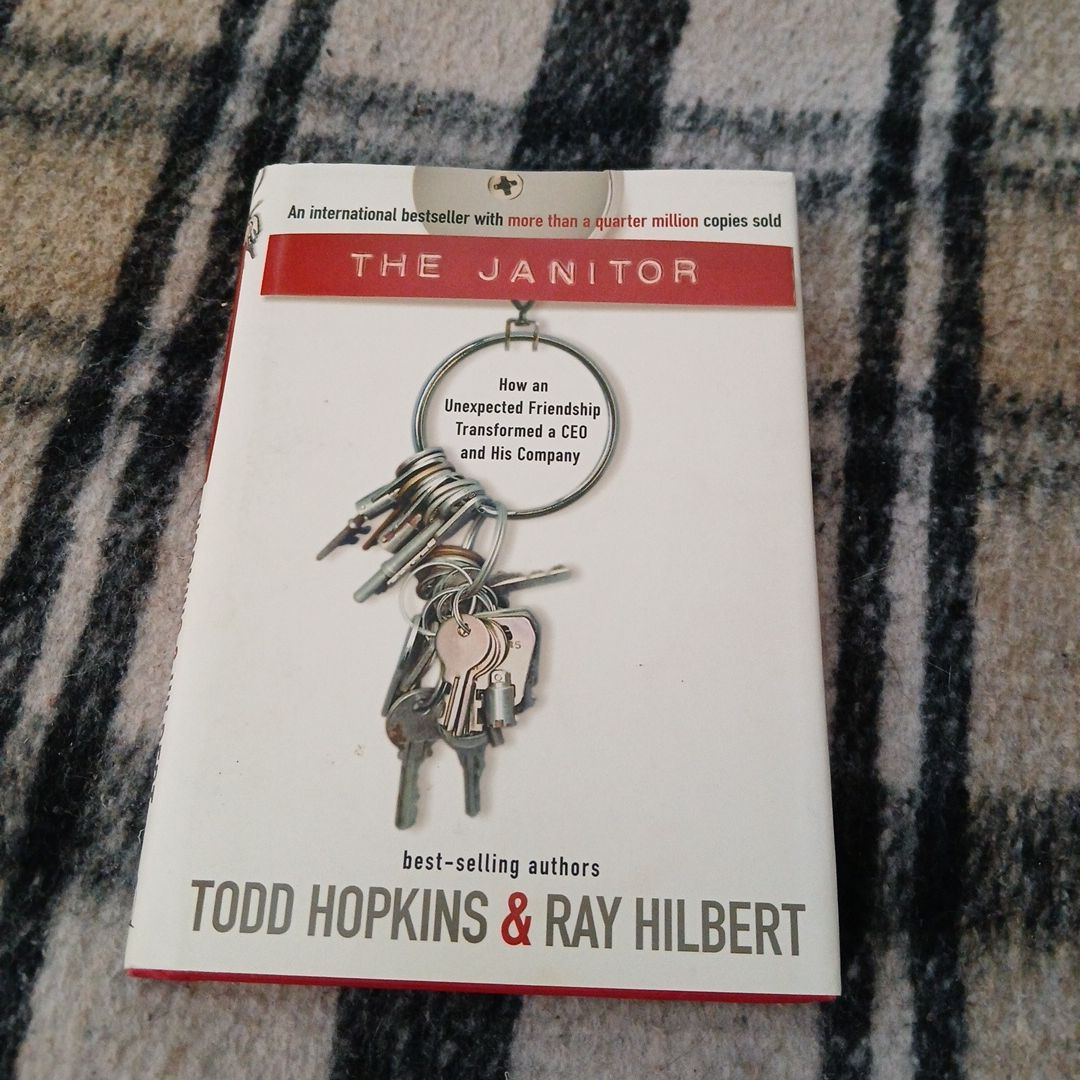 An international bestseller with more than a quarter million copies sold
THE JANITOR
How an
Unexpected Friendship
Transformed a CEO
and His Company
best-selling authors
TODD HOPKINS & RAY HILBERT